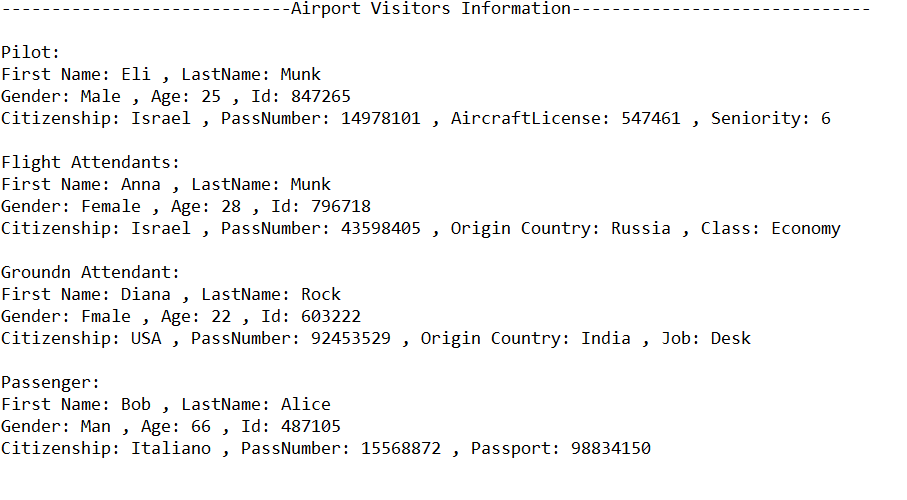 -----------------------------Airport Visitors Information------------------------------
Pilot:
First Name: Eli , LastName: Munk
Gender: Male , Age: 25 , Id: 847265
Citizenship: Israel , PassNumber: 14978101 , AircraftLicense: 547461 , Seniority: 6
Flight Attendants:
First Name: Anna , LastName: Munk
Gender: Female , Age: 28 , Id: 796718
Citizenship: Israel , PassNumber: 43598405 , Origin Country: Russia , Class: Economy
Groundn Attendant:
First Name: Diana , LastName: Rock
Gender: Fmale , Age: 22 , Id: 603222
Citizenship: USA , PassNumber: 92453529 , Origin Country: India , Job: Desk
Passenger:
First Name: Bob , LastName: Alice
Gender: Man , Age: 66 , Id: 487105
Citizenship: Italiano , PassNumber: 15568872 , Passport: 98834150